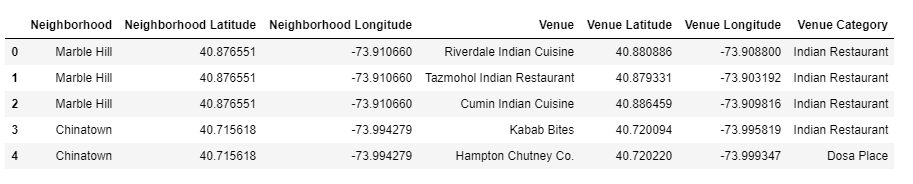 Neighborhood Neighborhood Latitude Neighborhood Longitude Venue Venue Latitude Venue Longitude Venue Category
0 Marble Hill 40.876551 -73.910660 Riverdale Indian Cuisine 40.880886 -73.908800 Indian Restaurant
1 Marble Hill 40.876551 -73.910660 Tazmohol Indian Restaurant 40.879331 -73.903192 Indian Restaurant
2 Marble Hill 40.876551 -73.910660 Cumin Indian Cuisine 40.886459 -73.909816 Indian Restaurant
3 Chinatown 40.715618 -73.994279 Kabab Bites 40.720094 -73.995819 Indian Restaurant
4 Chinatown 40.715618 -73.994279 Hampton Chutney Co. 40.720220 -73.999347 Dosa Place